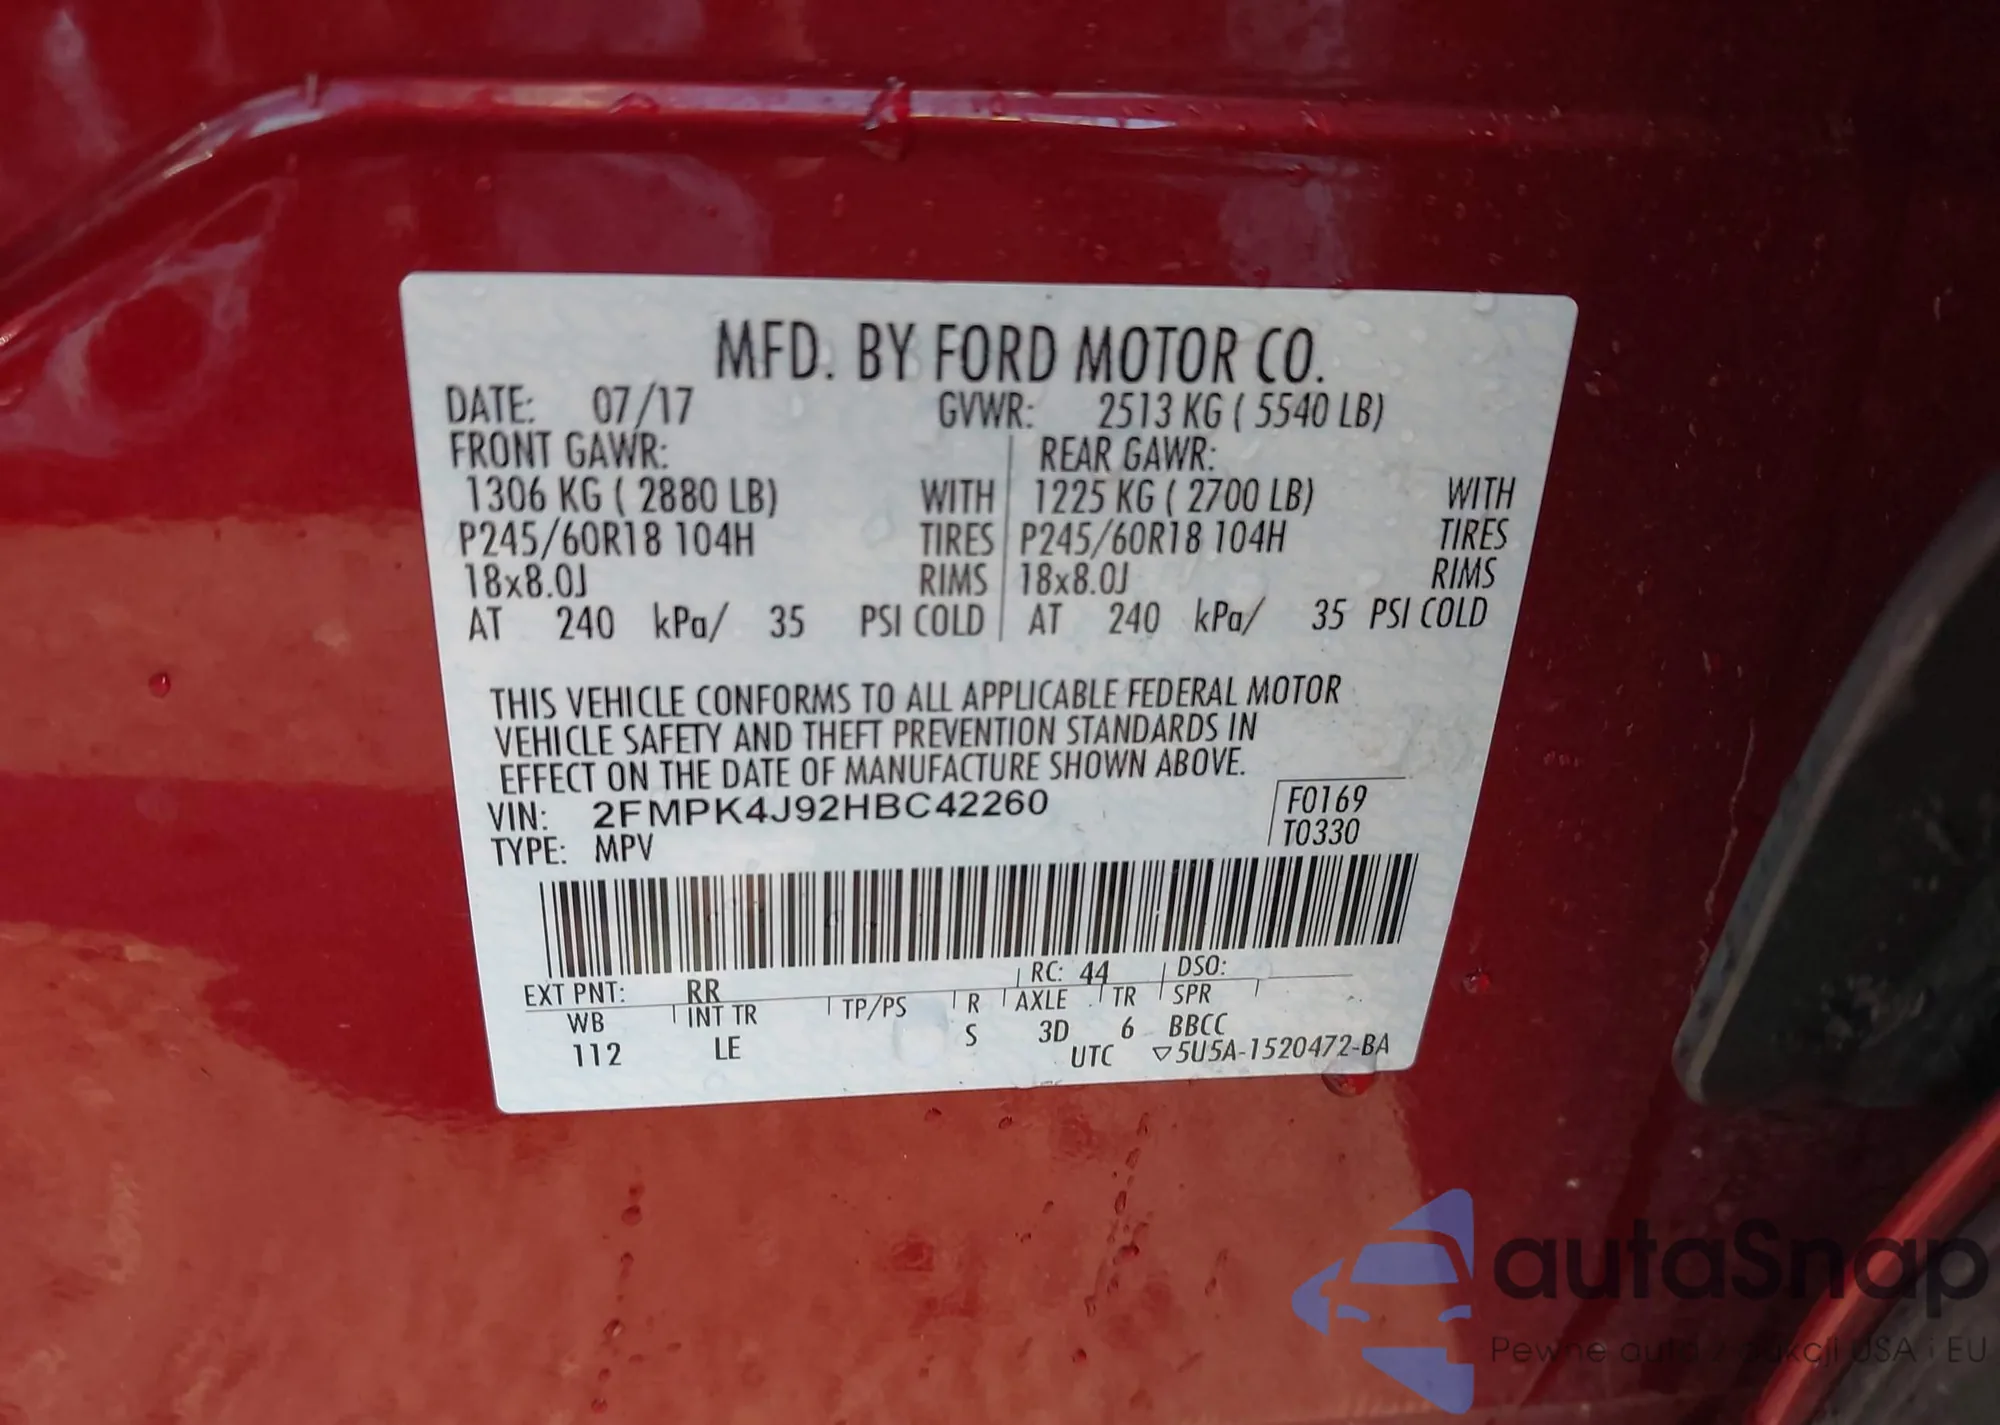 MFD. BY FORD MOTOR CO.
DATE: 07/17 GVWR: 2513 KG ( 5540 LB)
FRONT GAWR: REAR GAWR:
1306 KG ( 2880 LB) WITH 1225 KG ( 2700 LB) WITH
P245/60R18 104H TIRES P245/60R18 104H TIRES
18x8.0J RIMS 18x8.0J RIMS
AT 240 kPa/ 35 PSI COLD AT 240 kPa/ 35 PSI COLD
THIS VEHICLE CONFORMS TO ALL APPLICABLE FEDERAL MOTOR
VEHICLE SAFETY AND THEFT PREVENTION STANDARDS IN
EFFECT ON THE DATE OF MANUFACTURE SHOWN ABOVE.
VIN: 2FMPK4J92HBC42260 F0169
TYPE: MPV T0330
EXT PNT: RR RC: 44 DSO:
WB INT TR TP/PS R AXLE TR SPR
112 LE S 3D 6 BBCC
UTC ▽5U5A-1520472-BA
autaSnap
Pewne auta z aukcji USA i EU